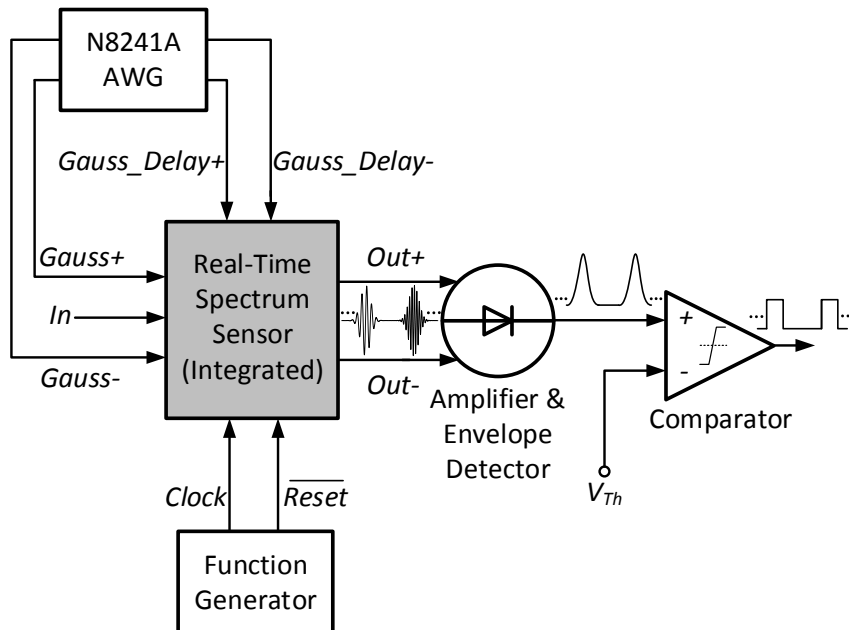 N8241A
AWG
Gauss_Delay+
Gauss_Delay-
Gauss+
In
Gauss-
Real-Time
Spectrum
Sensor
(Integrated)
Out+
Out-
Amplifier &
Envelope
Detector
+
-
Comparator
V_Th
Clock
Reset
Function
Generator